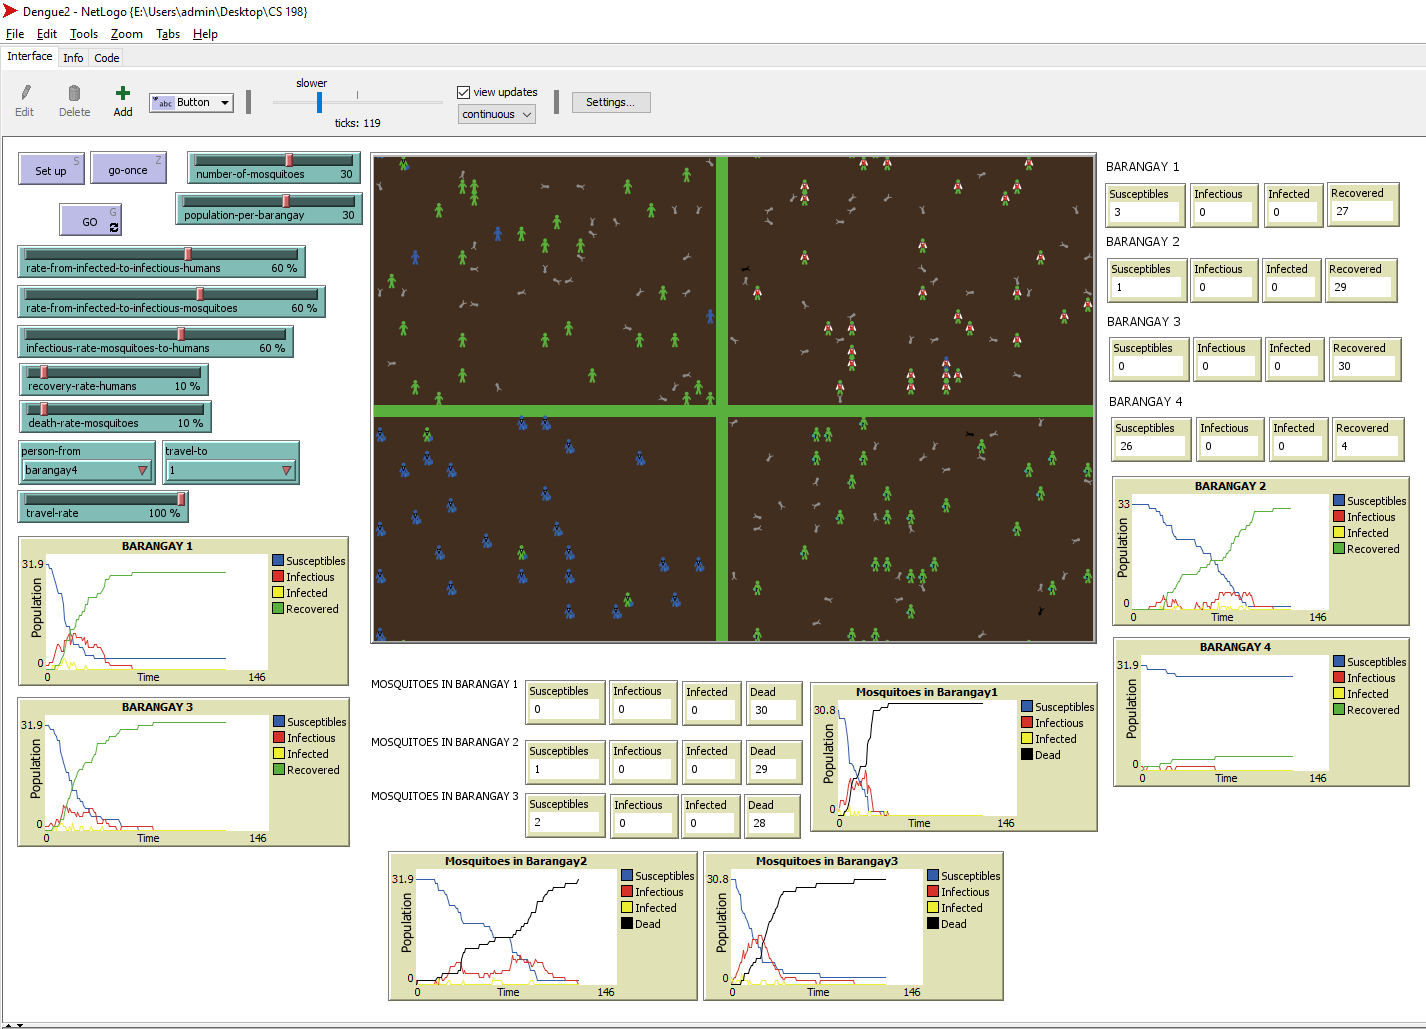 Dengue2 - NetLogo {E:\Users\admin\Desktop\CS 198}
File Edit Tools Zoom Tabs Help
Interface Info Code
Edit Delete Add abc Button slower ticks: 119 view updates continuous Settings...
Set up S
go-once Z
number-of-mosquitoes 30
population-per-barangay 30
GO G
rate-from-infected-to-infectious-humans 60 %
rate-from-infected-to-infectious-mosquitoes 60 %
infectious-rate-mosquitoes-to-humans 60 %
recovery-rate-humans 10 %
death-rate-mosquitoes 10 %
person-from
barangay4
travel-to
1
travel-rate 100 %
BARANGAY 1
Susceptibles Infectious Infected Recovered
3 0 0 27
BARANGAY 2
Susceptibles Infectious Infected Recovered
1 0 0 29
BARANGAY 3
Susceptibles Infectious Infected Recovered
0 0 0 30
BARANGAY 4
Susceptibles Infectious Infected Recovered
26 0 0 4
BARANGAY 1
31.9
Population
0
0 Time 146
Susceptibles
Infectious
Infected
Recovered
BARANGAY 2
33
Population
0
0 Time 146
Susceptibles
Infectious
Infected
Recovered
BARANGAY 3
31.9
Population
0
0 Time 146
Susceptibles
Infectious
Infected
Recovered
BARANGAY 4
31.9
Population
0
0 Time 146
Susceptibles
Infectious
Infected
Recovered
MOSQUITOES IN BARANGAY 1
Susceptibles Infectious Infected Dead
0 0 0 30
MOSQUITOES IN BARANGAY 2
Susceptibles Infectious Infected Dead
1 0 0 29
MOSQUITOES IN BARANGAY 3
Susceptibles Infectious Infected Dead
2 0 0 28
Mosquitoes in Barangay1
30.8
Population
0
0 Time 146
Susceptibles
Infectious
Infected
Dead
Mosquitoes in Barangay2
31.9
Population
0
0 Time 146
Susceptibles
Infectious
Infected
Dead
Mosquitoes in Barangay3
30.8
Population
0
0 Time 146
Susceptibles
Infectious
Infected
Dead